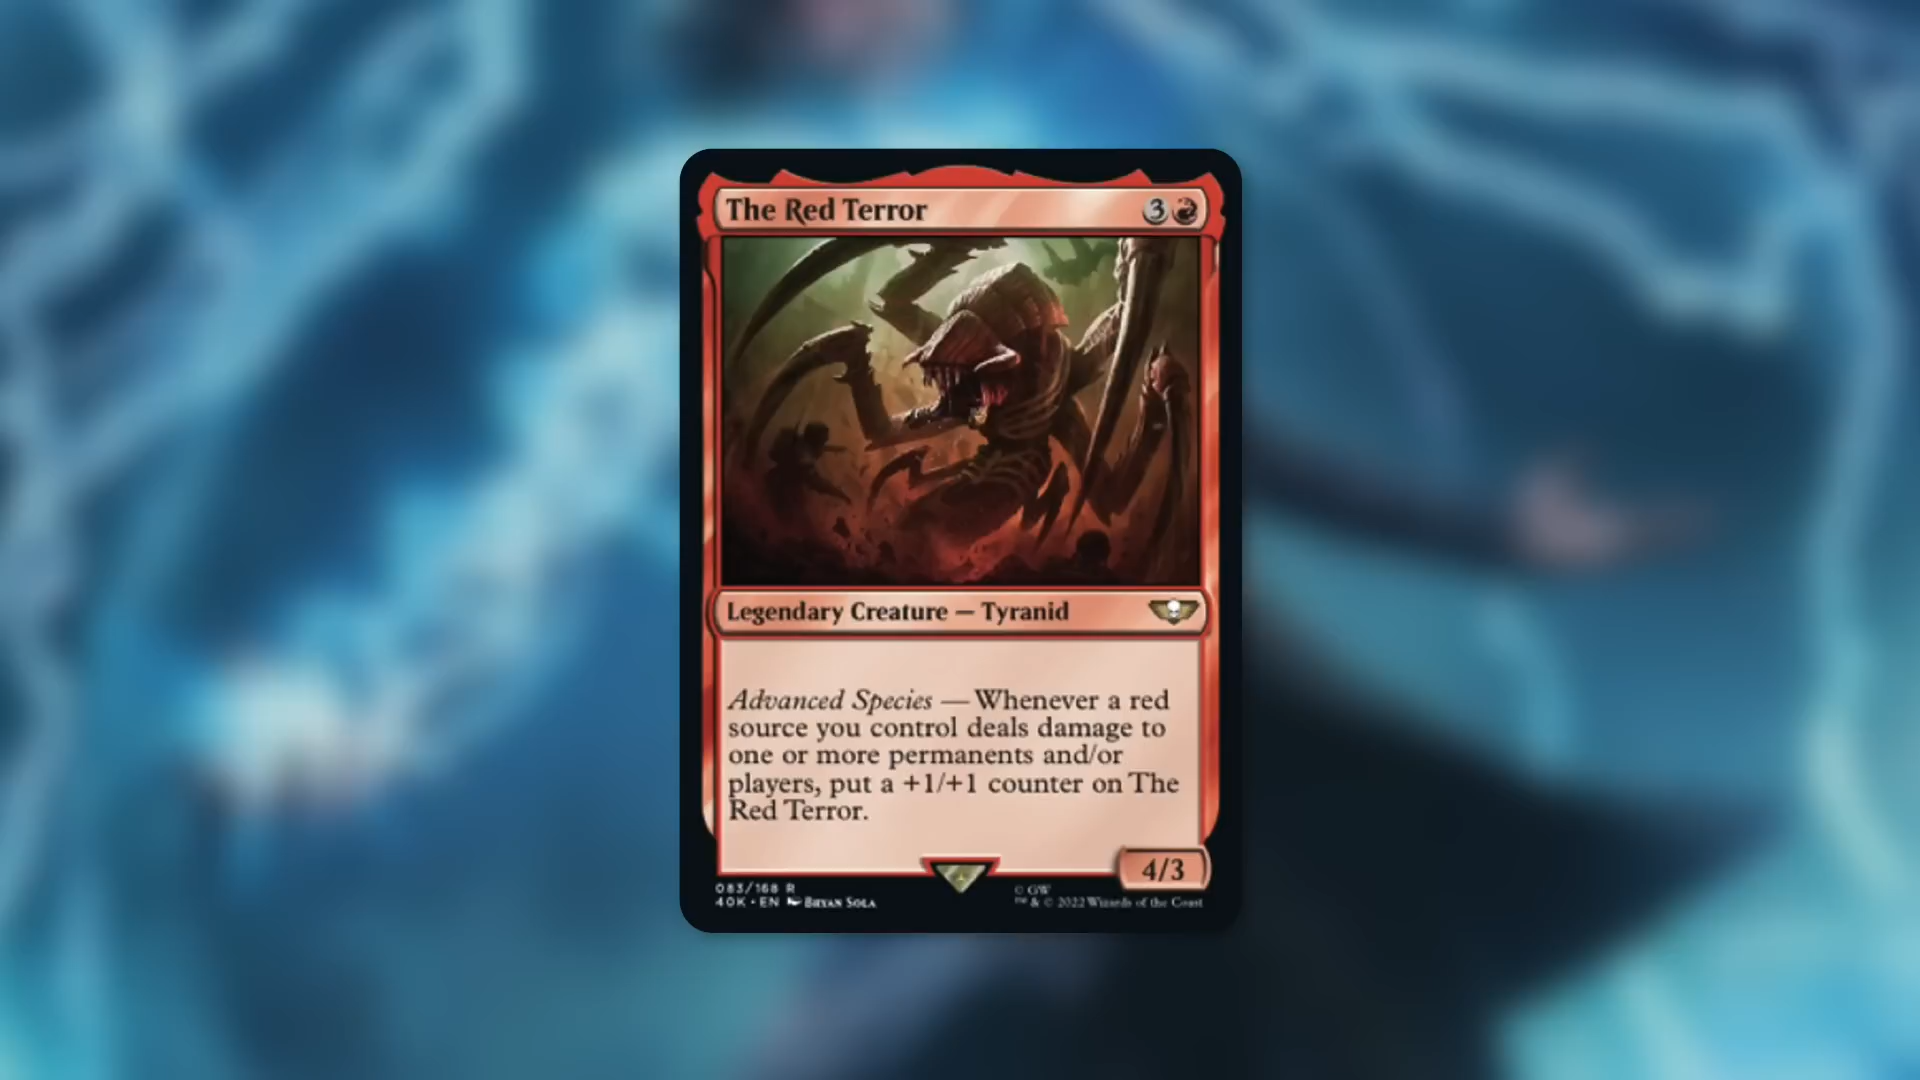 The Red Terror 3
Legendary Creature — Tyranid
Advanced Species — Whenever a red
source you control deals damage to
one or more permanents and/or
players, put a +1/+1 counter on The
Red Terror.
4/3
083/168 R
40K • EN Bryan Sola
© GW
™ & © 2022 Wizards of the Coast